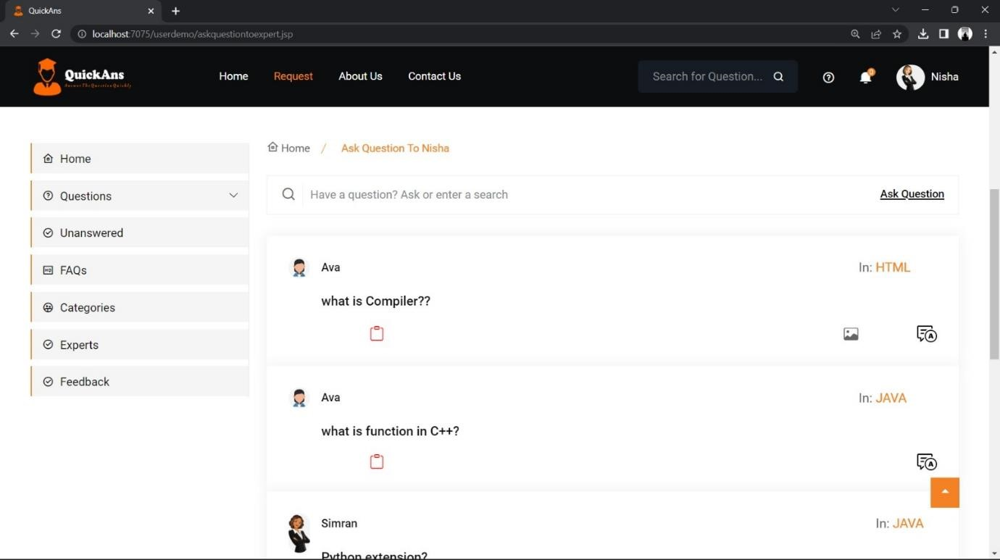 QuickAns
localhost:7075/userdemo/askquestiontoexpert.jsp
QuickAns
Answer The Question Quickly
Home Request About Us Contact Us
Search for Question...
0
Nisha
Home
Questions
Unanswered
FAQs
Categories
Experts
Feedback
Home / Ask Question To Nisha
Have a question? Ask or enter a search
Ask Question
Ava
In: HTML
what is Compiler??
A
Ava
In: JAVA
what is function in C++?
A
Simran
In: JAVA
Python extension?